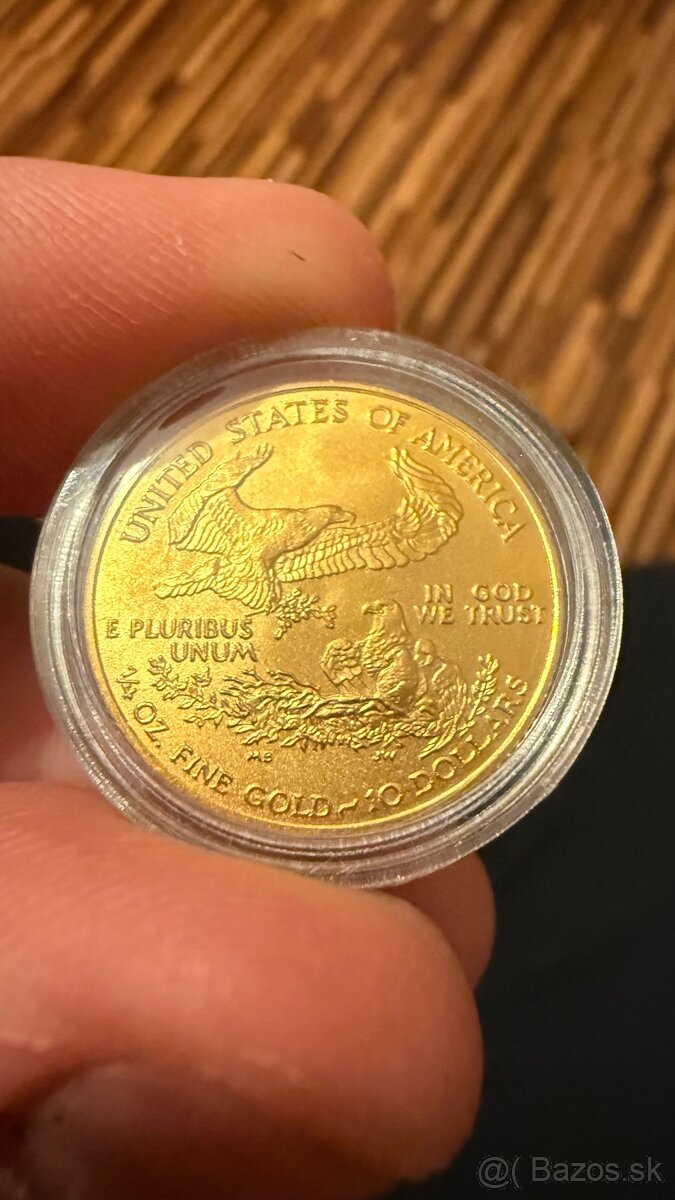 UNITED STATES OF AMERICA
IN GOD
WE TRUST
E PLURIBUS
UNUM
MB
JW
1/4 OZ. FINE GOLD~10 DOLLARS
@( Bazos.sk